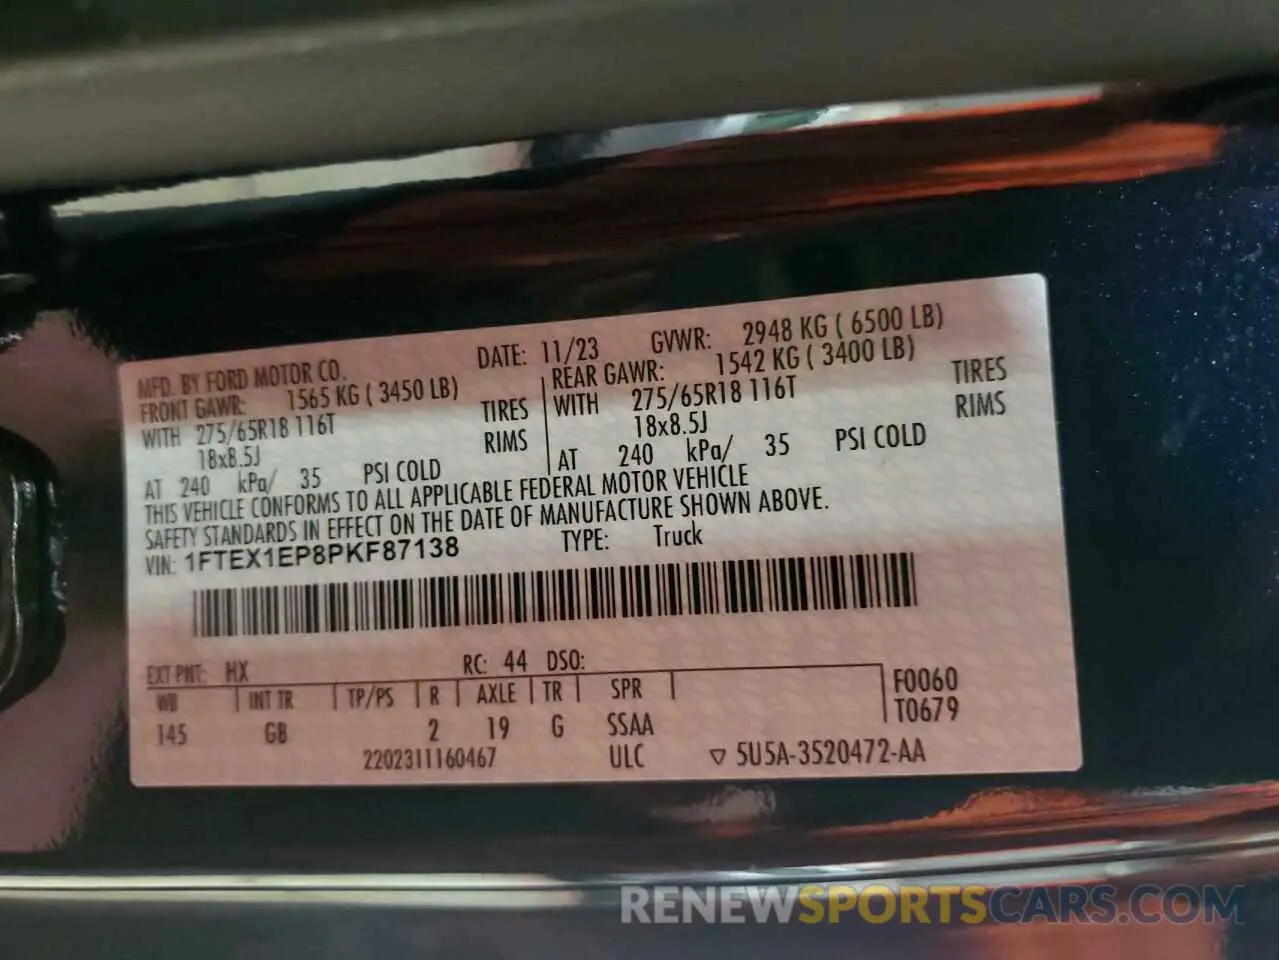 MFD. BY FORD MOTOR CO. DATE: 11/23 GVWR: 2948 KG ( 6500 LB)
FRONT GAWR: 1565 KG ( 3450 LB) REAR GAWR: 1542 KG ( 3400 LB)
WITH 275/65R18 116T TIRES WITH 275/65R18 116T TIRES
18x8.5J RIMS 18x8.5J RIMS
AT 240 kPa/ 35 PSI COLD AT 240 kPa/ 35 PSI COLD
THIS VEHICLE CONFORMS TO ALL APPLICABLE FEDERAL MOTOR VEHICLE
SAFETY STANDARDS IN EFFECT ON THE DATE OF MANUFACTURE SHOWN ABOVE.
VIN: 1FTEX1EP8PKF87138 TYPE: Truck
EXT PNT: HX RC: 44 DSO:
WB INT TR TP/PS R AXLE TR SPR F0060
145 GB 2 19 G SSAA T0679
2202311160467 ULC ▽ 5U5A-3520472-AA
RENEWSPORTSCARS.COM